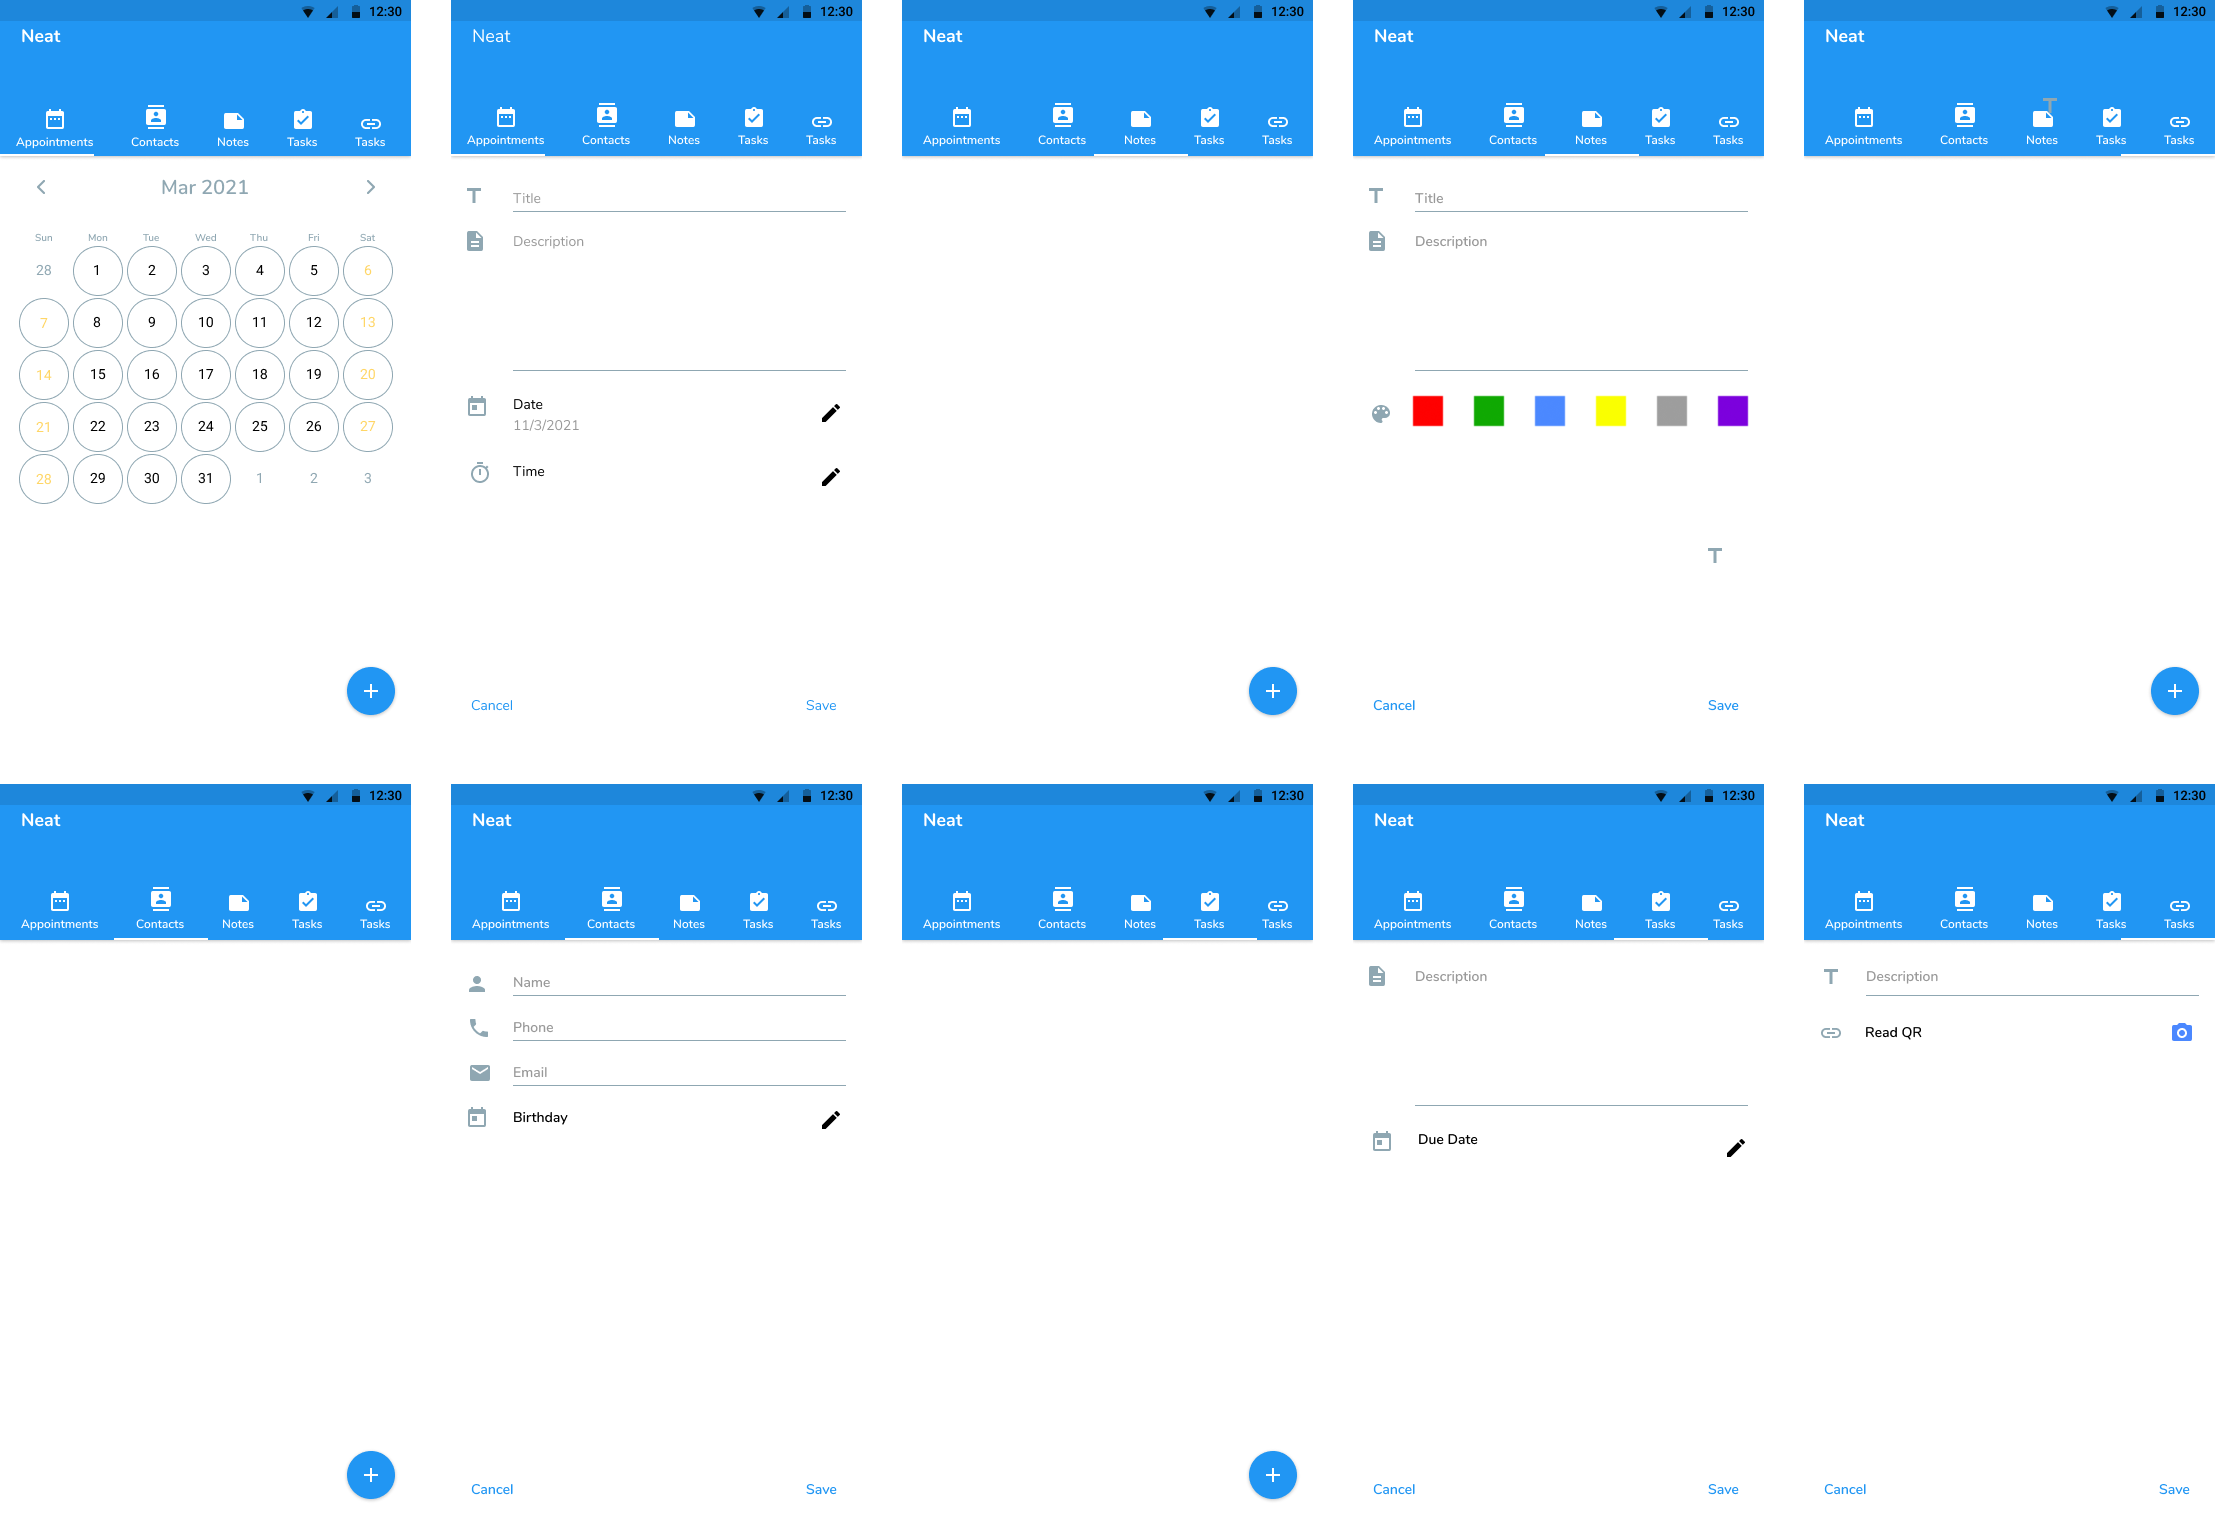 12:30
Neat
Appointments Contacts Notes Tasks Tasks
Mar 2021
Sun Mon Tue Wed Thu Fri Sat
28 1 2 3 4 5 6
7 8 9 10 11 12 13
14 15 16 17 18 19 20
21 22 23 24 25 26 27
28 29 30 31 1 2 3
12:30
Neat
Appointments Contacts Notes Tasks Tasks
Title
Description
Date
11/3/2021
Time
Cancel Save
12:30
Neat
Appointments Contacts Notes Tasks Tasks
12:30
Neat
Appointments Contacts Notes Tasks Tasks
Title
Description
Cancel Save
12:30
Neat
Appointments Contacts Notes Tasks Tasks
12:30
Neat
Appointments Contacts Notes Tasks Tasks
12:30
Neat
Appointments Contacts Notes Tasks Tasks
Name
Phone
Email
Birthday
Cancel Save
12:30
Neat
Appointments Contacts Notes Tasks Tasks
12:30
Neat
Appointments Contacts Notes Tasks Tasks
Description
Due Date
Cancel Save
12:30
Neat
Appointments Contacts Notes Tasks Tasks
Description
Read QR
Cancel Save